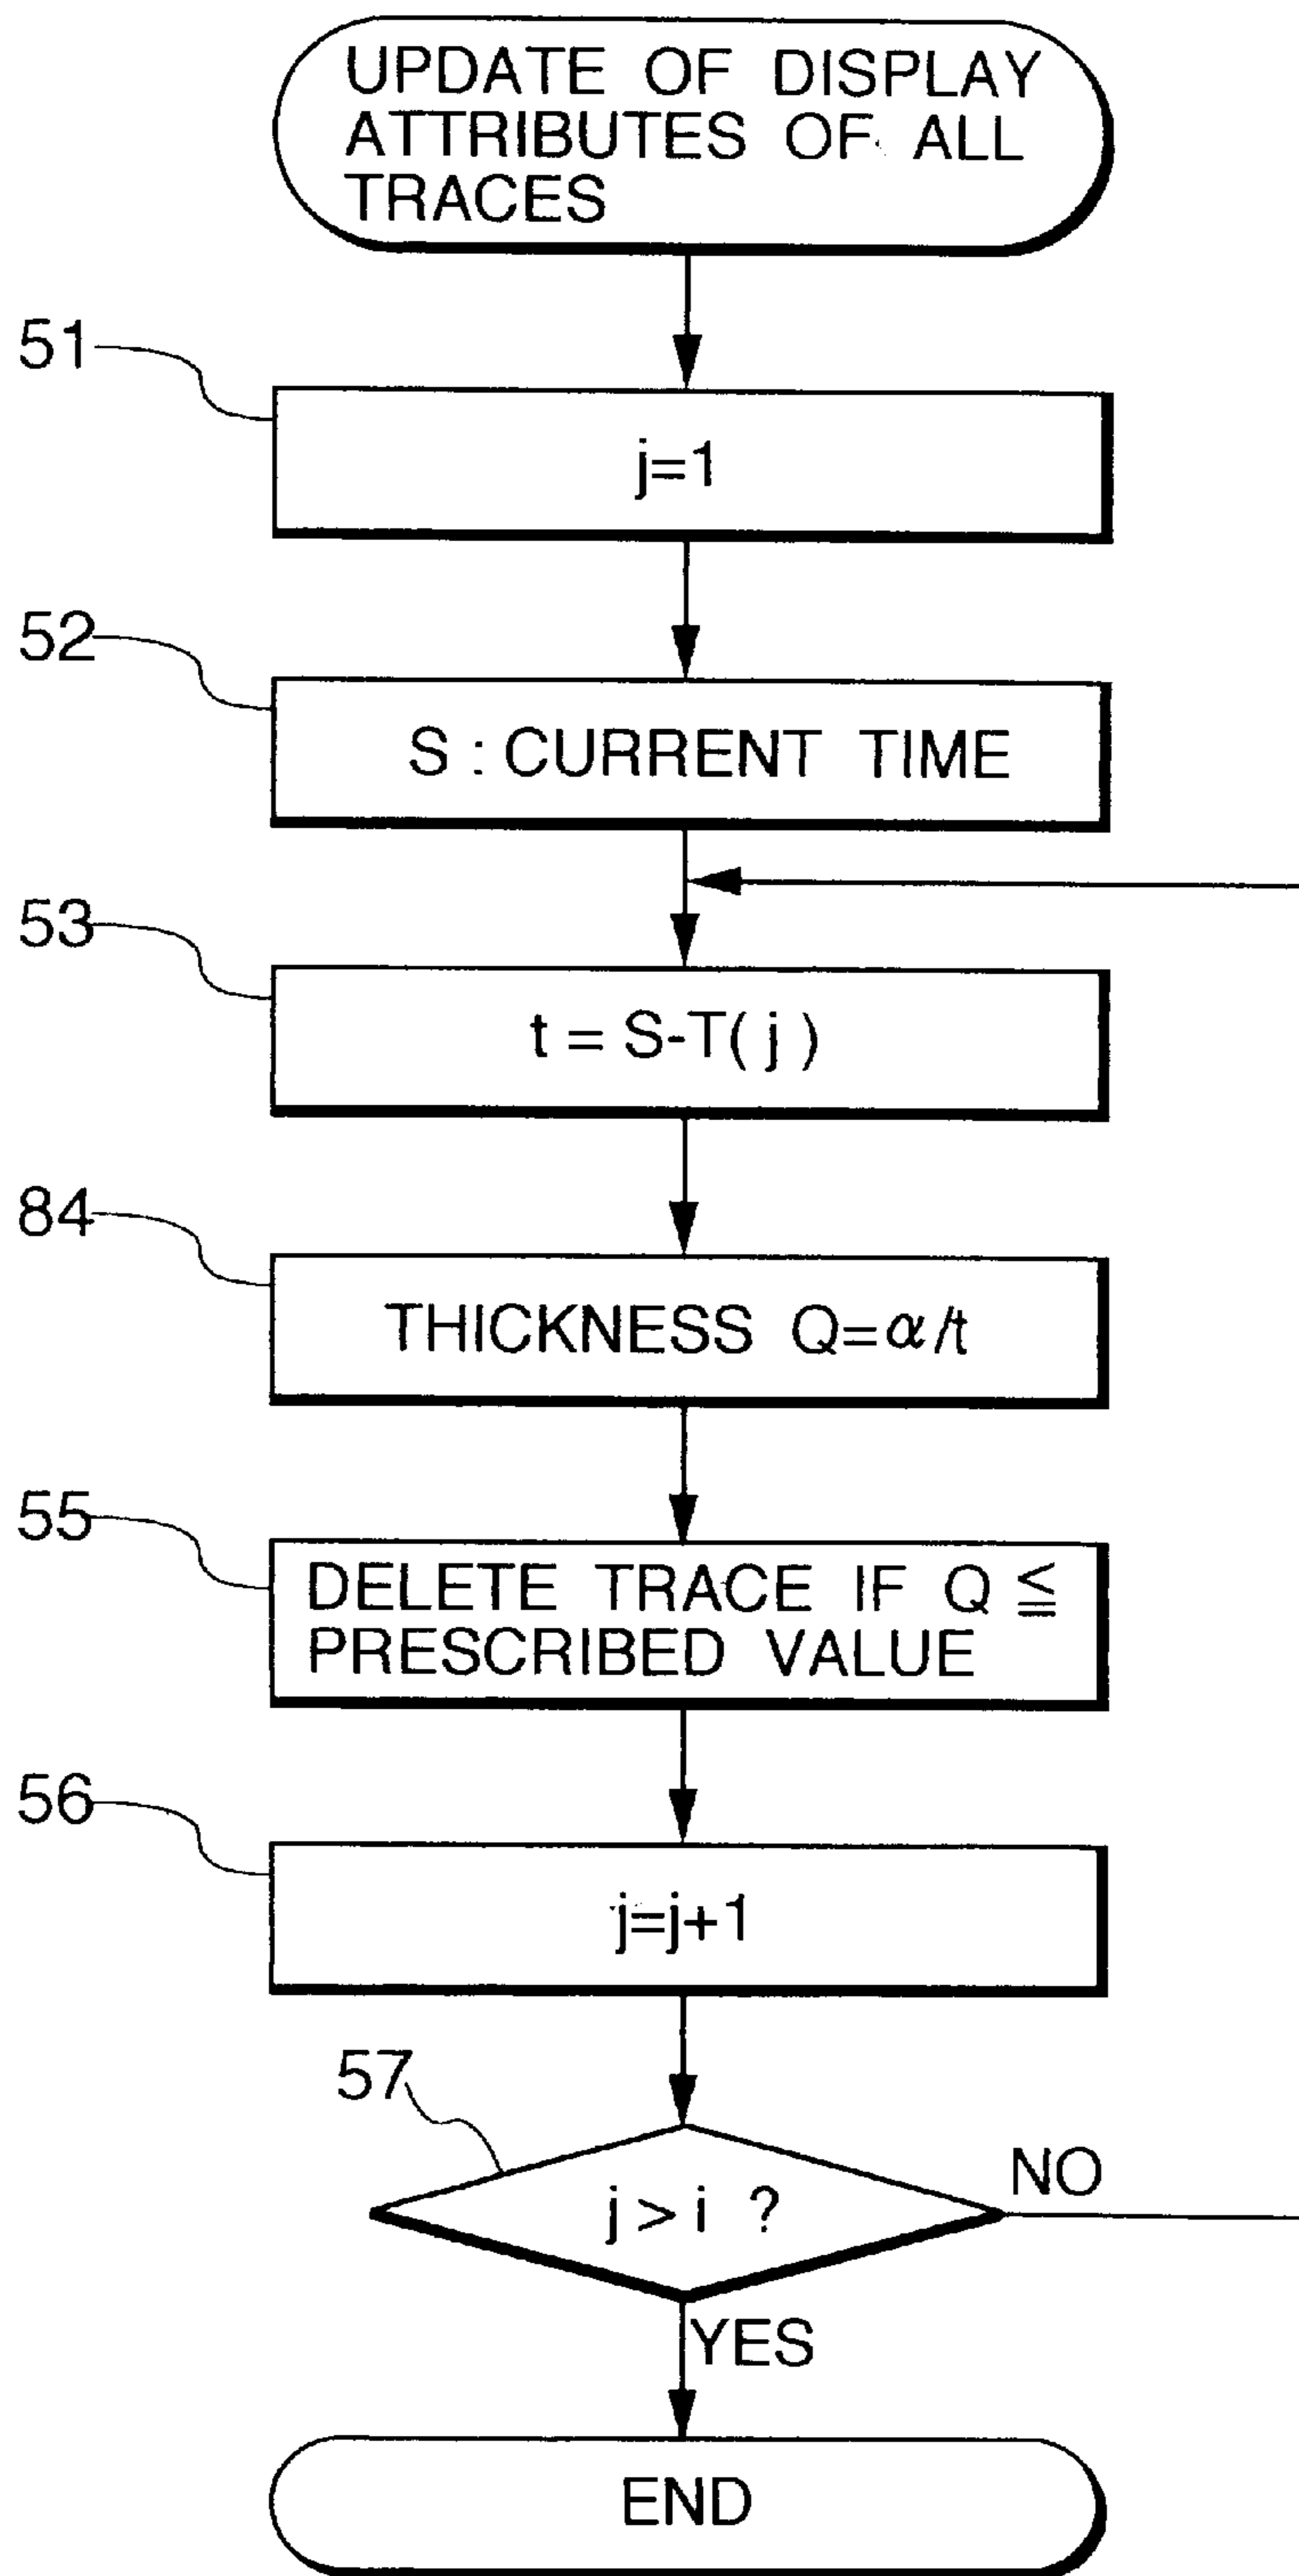 UPDATE OF DISPLAY
ATTRIBUTES OF ALL
TRACES
51
j=1
52
S : CURRENT TIME
53
t = S-T( j )
84
THICKNESS Q=α/t
55
DELETE TRACE IF Q ≦
PRESCRIBED VALUE
56
j=j+1
57
j > i ?
NO
YES
END